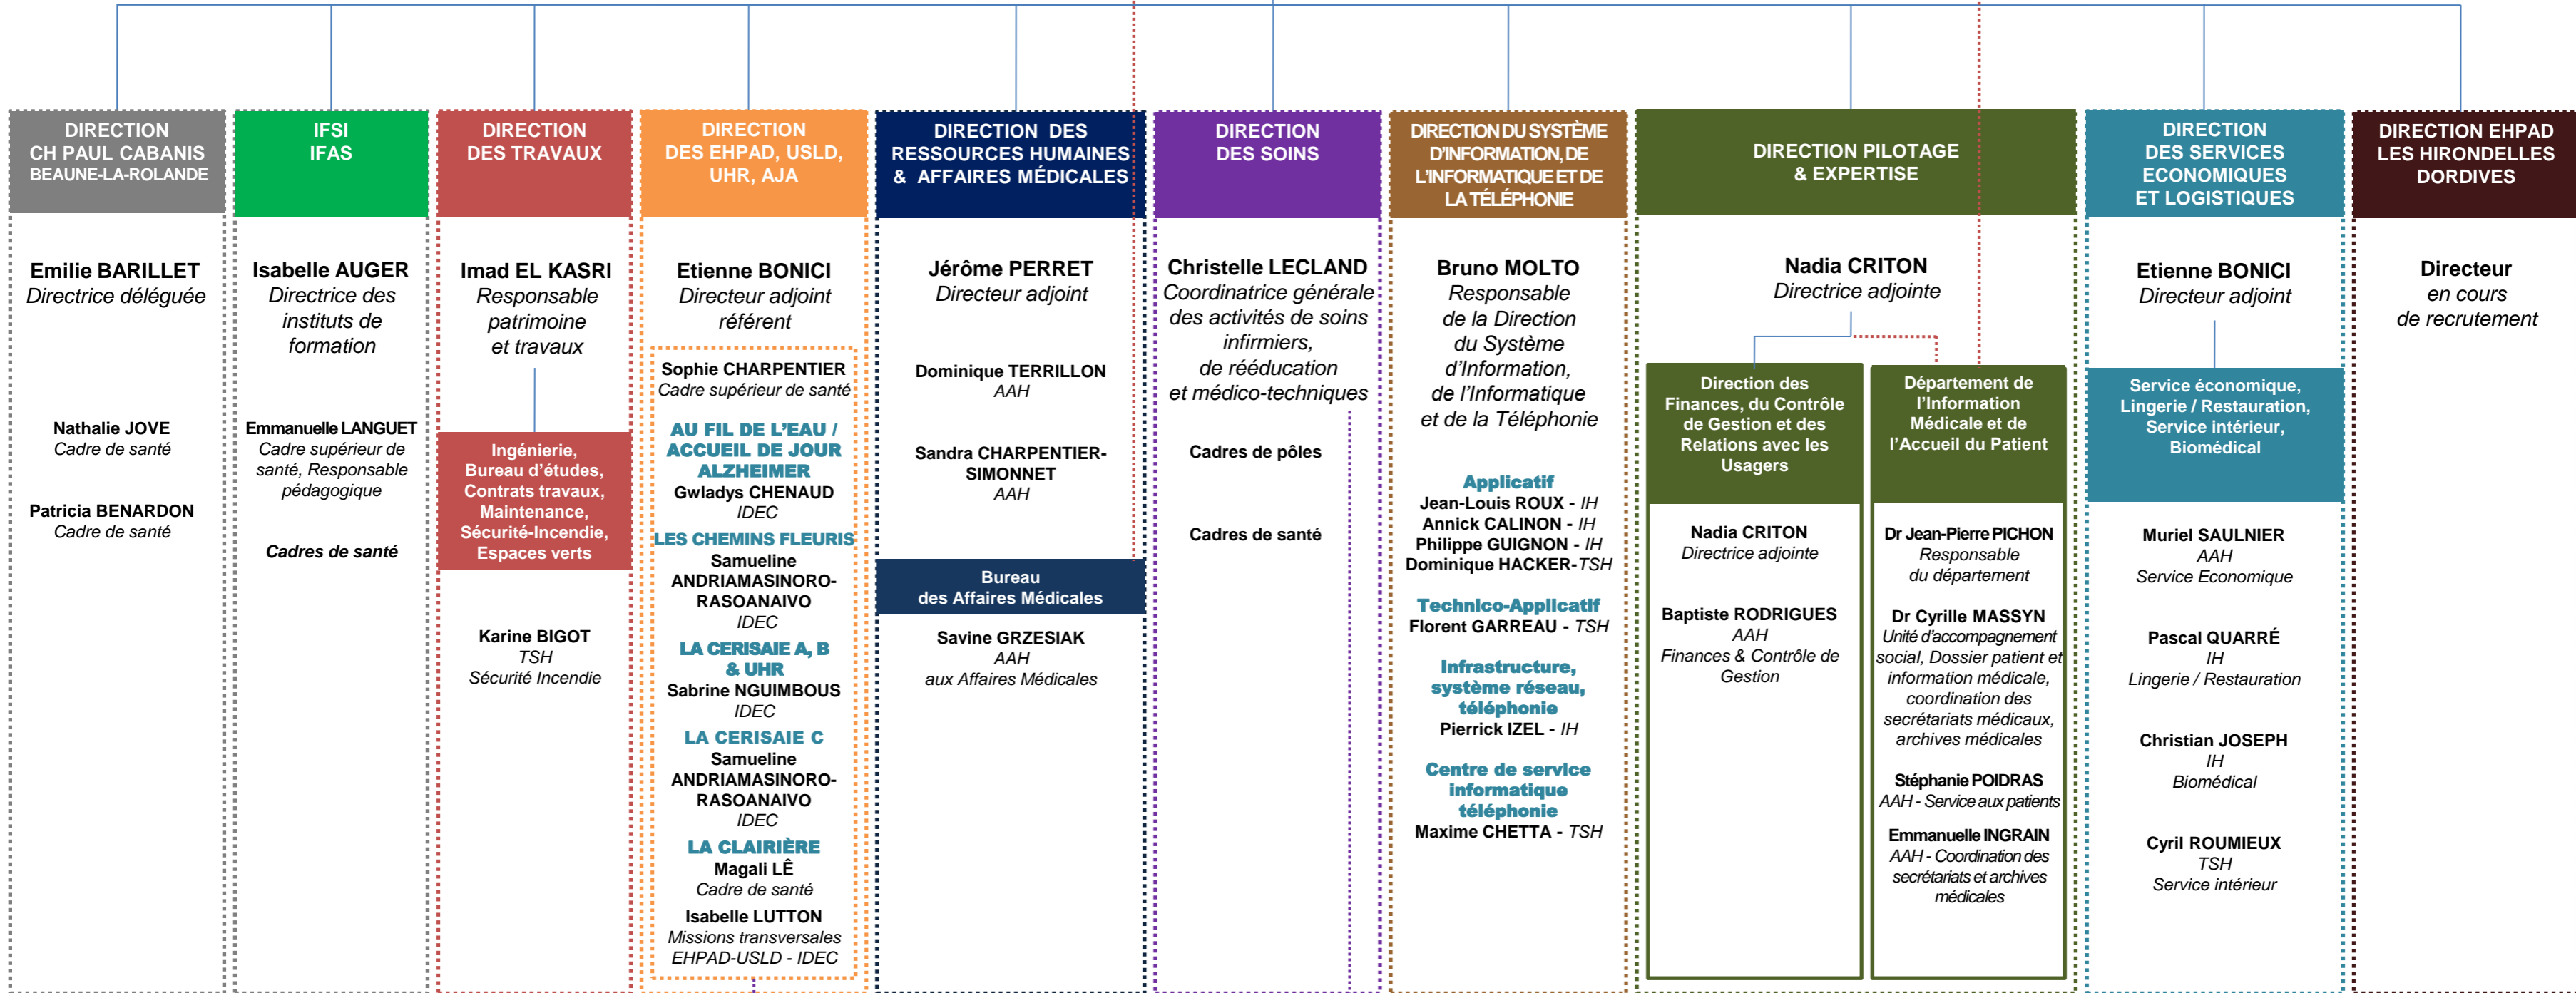 DIRECTION
CH PAUL CABANIS
BEAUNE-LA-ROLANDE
Emilie BARILLET
Directrice déléguée
Nathalie JOVE
Cadre de santé
Patricia BENARDON
Cadre de santé
IFSI
IFAS
Isabelle AUGER
Directrice des
instituts de
formation
Emmanuelle LANGUET
Cadre supérieur de
santé, Responsable
pédagogique
Cadres de santé
DIRECTION
DES TRAVAUX
Imad EL KASRI
Responsable
patrimoine
et travaux
Ingénierie,
Bureau d'études,
Contrats travaux,
Maintenance,
Sécurité-Incendie,
Espaces verts
Karine BIGOT
TSH
Sécurité Incendie
DIRECTION
DES EHPAD, USLD,
UHR, AJA
Etienne BONICI
Directeur adjoint
référent
Sophie CHARPENTIER
Cadre supérieur de santé
AU FIL DE L'EAU /
ACCUEIL DE JOUR
ALZHEIMER
Gwladys CHENAUD
IDEC
LES CHEMINS FLEURIS
Samueline
ANDRIAMASINORO-
RASOANAIVO
IDEC
LA CERISAIE A, B
& UHR
Sabrine NGUIMBOUS
IDEC
LA CERISAIE C
Samueline
ANDRIAMASINORO-
RASOANAIVO
IDEC
LA CLAIRIÈRE
Magali LÊ
Cadre de santé
Isabelle LUTTON
Missions transversales
EHPAD-USLD - IDEC
DIRECTION DES
RESSOURCES HUMAINES
& AFFAIRES MÉDICALES
Jérôme PERRET
Directeur adjoint
Dominique TERRILLON
AAH
Sandra CHARPENTIER-
SIMONNET
AAH
Bureau
des Affaires Médicales
Savine GRZESIAK
AAH
aux Affaires Médicales
DIRECTION
DES SOINS
Christelle LECLAND
Coordinatrice générale
des activités de soins
infirmiers,
de rééducation
et médico-techniques
Cadres de pôles
Cadres de santé
DIRECTION DU SYSTÈME
D'INFORMATION, DE
L'INFORMATIQUE ET DE
LA TÉLÉPHONIE
Bruno MOLTO
Responsable
de la Direction
du Système
d'Information,
de l'Informatique
et de la Téléphonie
Applicatif
Jean-Louis ROUX - IH
Annick CALINON - IH
Philippe GUIGNON - IH
Dominique HACKER-TSH
Technico-Applicatif
Florent GARREAU - TSH
Infrastructure,
système réseau,
téléphonie
Pierrick IZEL - IH
Centre de service
informatique
téléphonie
Maxime CHETTA - TSH
DIRECTION PILOTAGE
& EXPERTISE
Nadia CRITON
Directrice adjointe
Direction des
Finances, du Contrôle
de Gestion et des
Relations avec les
Usagers
Nadia CRITON
Directrice adjointe
Baptiste RODRIGUES
AAH
Finances & Contrôle de
Gestion
Département de
l'Information
Médicale et de
l'Accueil du Patient
Dr Jean-Pierre PICHON
Responsable
du département
Dr Cyrille MASSYN
Unité d'accompagnement
social, Dossier patient et
information médicale,
coordination des
secrétariats médicaux,
archives médicales
Stéphanie POIDRAS
AAH - Service aux patients
Emmanuelle INGRAIN
AAH - Coordination des
secrétariats et archives
médicales
DIRECTION
DES SERVICES
ECONOMIQUES
ET LOGISTIQUES
Etienne BONICI
Directeur adjoint
Service économique,
Lingerie / Restauration,
Service intérieur,
Biomédical
Muriel SAULNIER
AAH
Service Economique
Pascal QUARRÉ
IH
Lingerie / Restauration
Christian JOSEPH
IH
Biomédical
Cyril ROUMIEUX
TSH
Service intérieur
DIRECTION EHPAD
LES HIRONDELLES
DORDIVES
Directeur
en cours
de recrutement